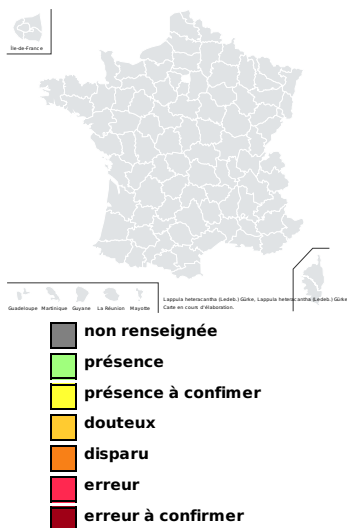 Île-de-France
Guadeloupe Martinique Guyane La Réunion Mayotte
Lappula heteracantha (Ledeb.) Gürke, Lappula heteracantha (Ledeb.) Gürke
Carte en cours d'élaboration.
non renseignée
présence
présence à confimer
douteux
disparu
erreur
erreur à confirmer